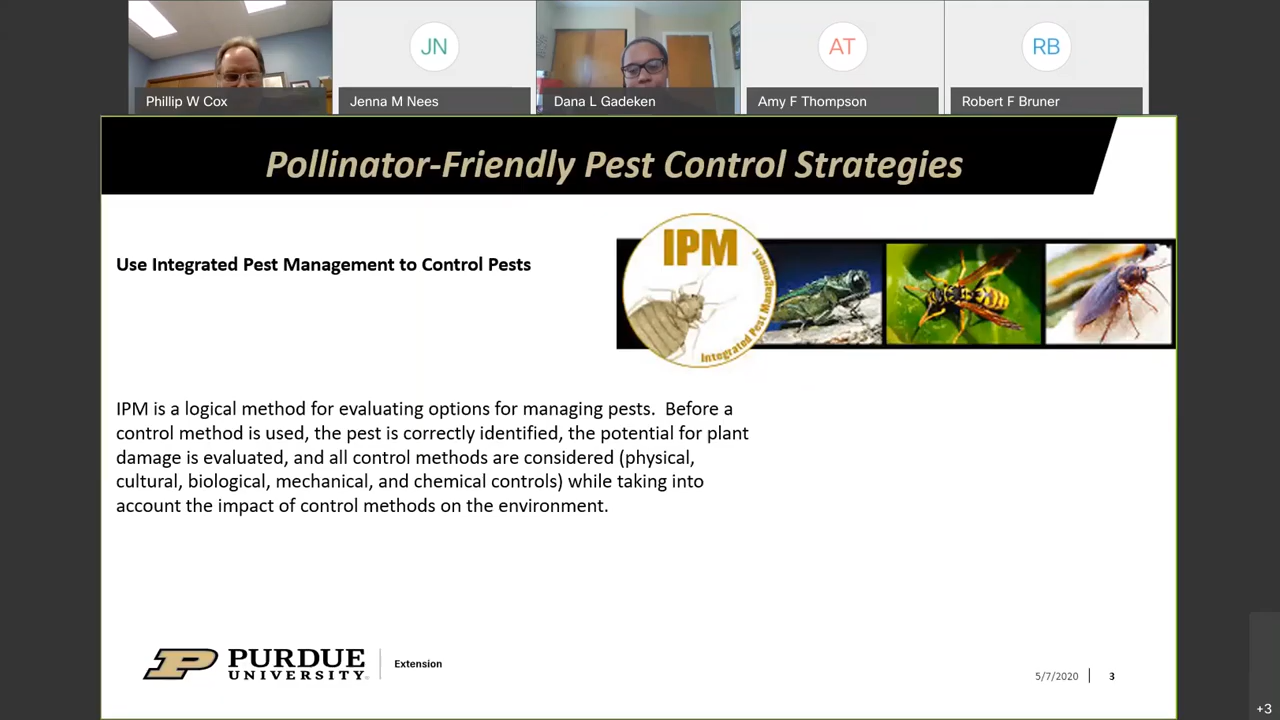 JN
AT
RB
Phillip W Cox
Jenna M Nees
Dana L Gadeken
Amy F Thompson
Robert F Bruner
Pollinator-Friendly Pest Control Strategies
Use Integrated Pest Management to Control Pests
IPM
Integrated Pest Management
IPM is a logical method for evaluating options for managing pests.  Before a
control method is used, the pest is correctly identified, the potential for plant
damage is evaluated, and all control methods are considered (physical,
cultural, biological, mechanical, and chemical controls) while taking into
account the impact of control methods on the environment.
P
PURDUE
UNIVERSITY®
Extension
5/7/2020 | 3
+3